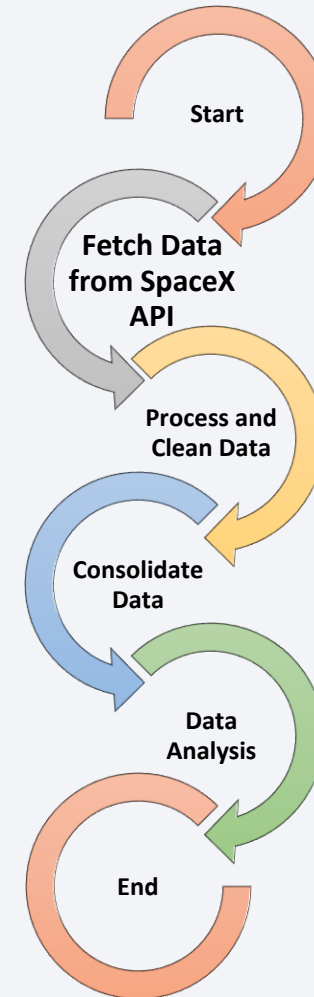 Start
Fetch Data
from SpaceX
API
Process and
Clean Data
Consolidate
Data
Data
Analysis
End